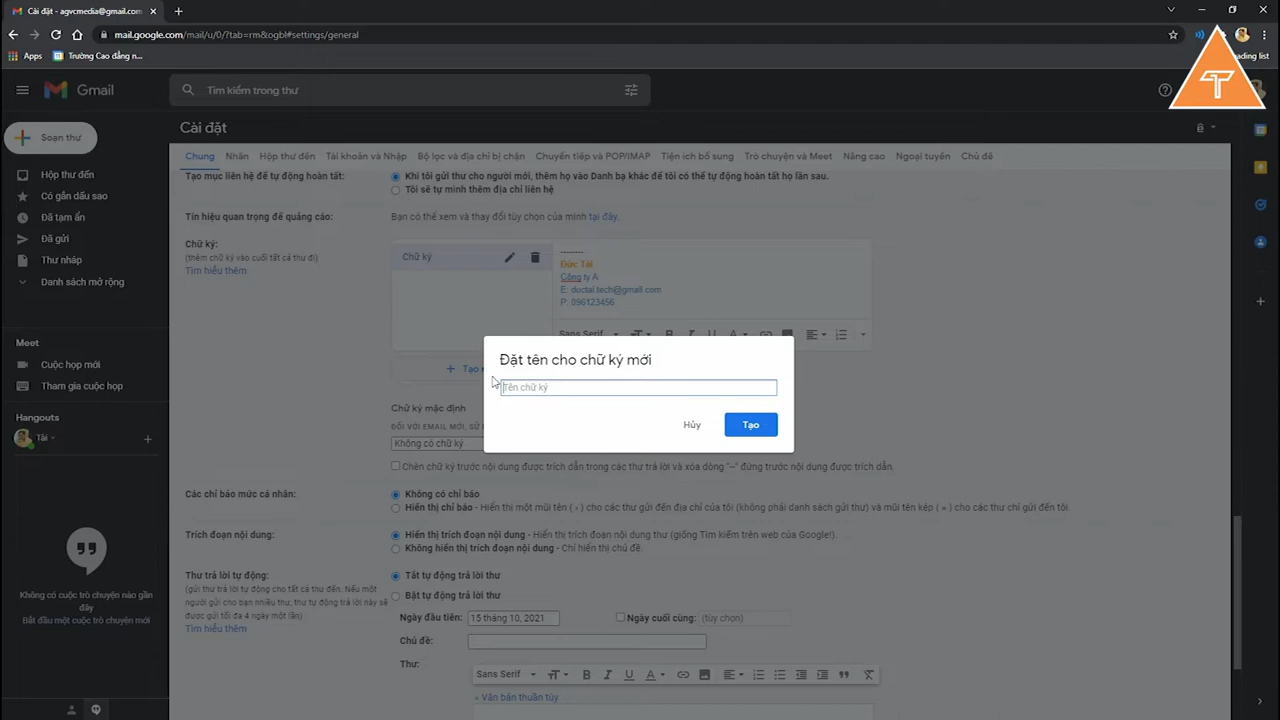 Cài đặt - agvcmedia@gmail.com
mail.google.com/mail/u/0/?tab=rm&ogbl#settings/general
Apps
Trường Cao đẳng n...
ading list
T
Gmail
Tìm kiếm trong thư
Soạn thư
Cài đặt
Chung
Nhãn
Hộp thư đến
Tài khoản và Nhập
Bộ lọc và địa chỉ bị chặn
Chuyển tiếp và POP/IMAP
Tiện ích bổ sung
Trò chuyện và Meet
Nâng cao
Ngoại tuyến
Chủ đề
Hộp thư đến
Có gắn dấu sao
Đã tạm ẩn
Đã gửi
Thư nháp
Danh sách mở rộng
Meet
Cuộc họp mới
Tham gia cuộc họp
Hangouts
Tài
Không có cuộc trò chuyện nào gần
đây
Bắt đầu một cuộc trò chuyện mới
Tạo mục liên hệ để tự động hoàn tất:
Khi tôi gửi thư cho người mới, thêm họ vào Danh bạ khác để tôi có thể tự động hoàn tất họ lần sau.
Tôi sẽ tự mình thêm địa chỉ liên hệ
Tín hiệu quan trọng để quảng cáo:
Bạn có thể xem và thay đổi tùy chọn của mình tại đây.
Chữ ký:
(thêm chữ ký vào cuối tất cả thư đi)
Tìm hiểu thêm
Chữ ký
--------
Đức Tài
Công ty A
E: ductai.tech@gmail.com
P: 096123456
Sans Serif
Tạo
Đặt tên cho chữ ký mới
Tên chữ ký
Hủy
Tạo
Chữ ký mặc định
ĐỐI VỚI EMAIL MỚI, SỬ
Không có chữ ký
Chèn chữ ký trước nội dung được trích dẫn trong các thư trả lời và xóa dòng "--" đứng trước nội dung được trích dẫn.
Các chỉ báo mức cá nhân:
Không có chỉ báo
Hiển thị chỉ báo - Hiển thị một mũi tên ( › ) cho các thư gửi đến địa chỉ của tôi (không phải danh sách gửi thư) và mũi tên kép ( » ) cho các thư chỉ gửi đến tôi.
Trích đoạn nội dung:
Hiển thị trích đoạn nội dung - Hiển thị trích đoạn nội dung thư (giống Tìm kiếm trên web của Google!).
Không hiển thị trích đoạn nội dung - Chỉ hiển thị chủ đề.
Thư trả lời tự động:
(gửi thư trả lời tự động cho tất cả thư đến. Nếu một
người gửi cho bạn nhiều thư, thư tự động trả lời này sẽ
được gửi tối đa 4 ngày một lần)
Tìm hiểu thêm
Tắt tự động trả lời thư
Bật tự động trả lời thư
Ngày đầu tiên:
15 tháng 10, 2021
Ngày cuối cùng:
(tùy chọn)
Chủ đề:
Thư:
Sans Serif
« Văn bản thuần túy